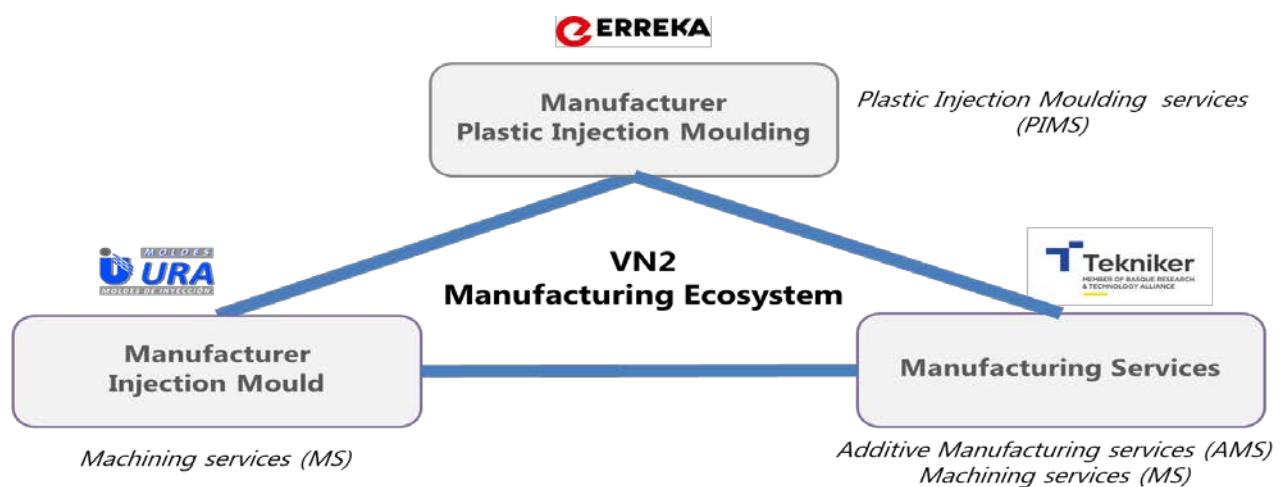 ERREKA
Manufacturer
Plastic Injection Moulding
Plastic Injection Moulding services
(PIMS)
MOLDES
URA
MOLDES DE INYECCIÓN
VN2
Manufacturing Ecosystem
Tekniker
MEMBER OF BASQUE RESEARCH
& TECHNOLOGY ALLIANCE
Manufacturer
Injection Mould
Manufacturing Services
Machining services (MS)
Additive Manufacturing services (AMS)
Machining services (MS)